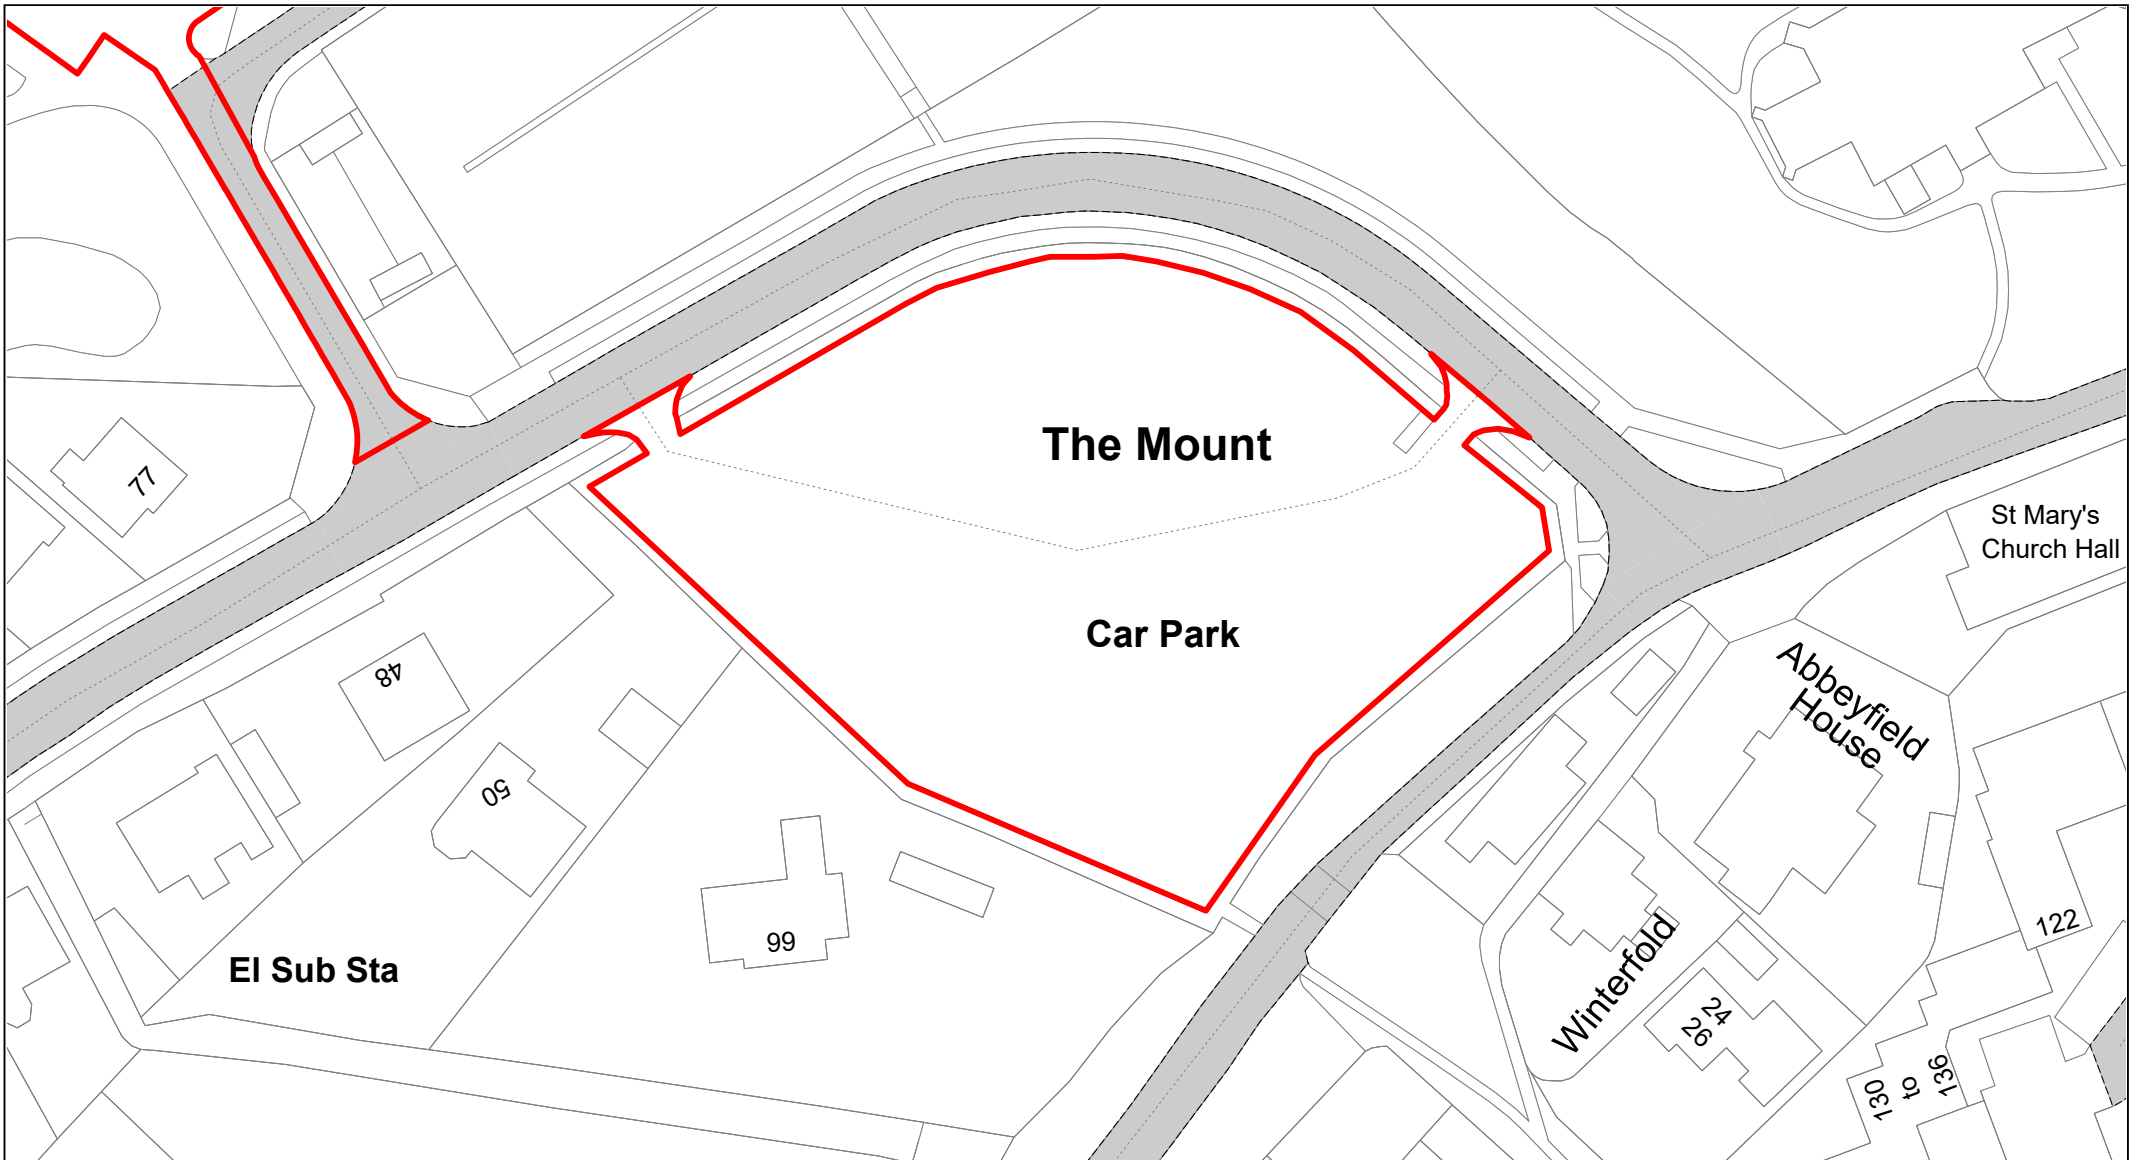 The Mount
77
St Mary's
Church Hall
Car Park
Abbeyfield
House
48
50
122
99
El Sub Sta
Winterfold
24
26
130
to
136